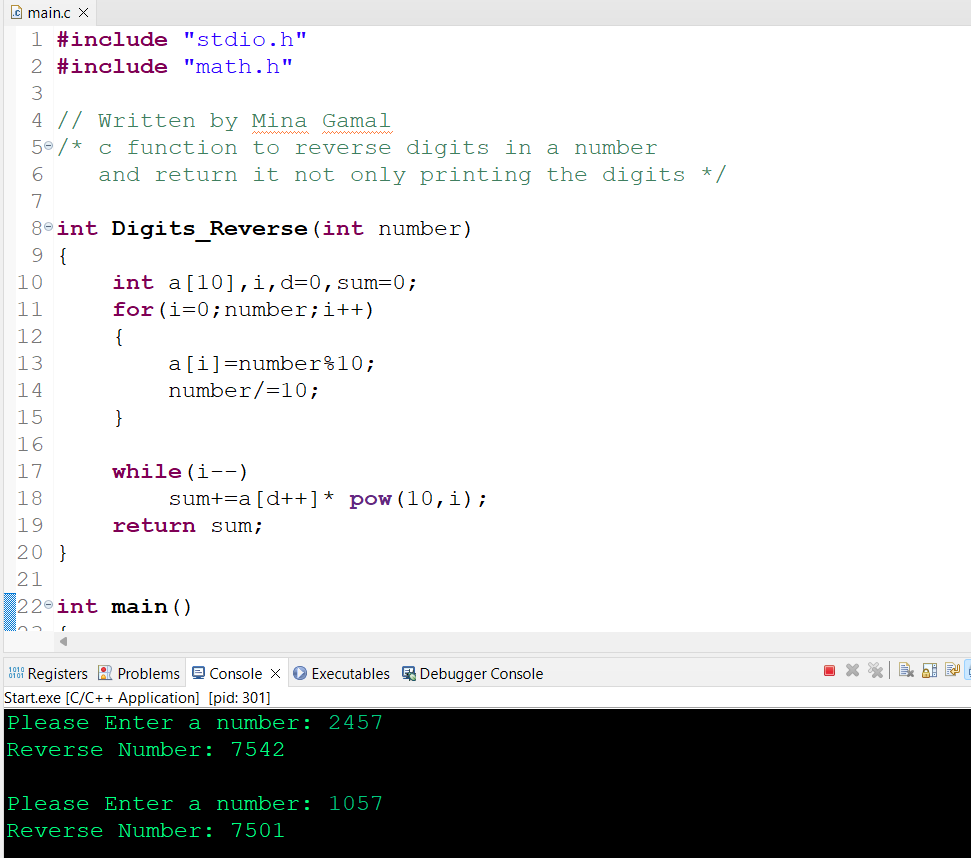 main.c
1 #include "stdio.h"
2 #include "math.h"
3
4 // Written by Mina Gamal
5 /* c function to reverse digits in a number
6 and return it not only printing the digits */
7
8 int Digits_Reverse(int number)
9 {
10 int a[10],i,d=0,sum=0;
11 for(i=0;number;i++)
12 {
13 a[i]=number%10;
14 number/=10;
15 }
16
17 while(i--)
18 sum+=a[d++]* pow(10,i);
19 return sum;
20 }
21
22 int main()
1010 0101 Registers Problems Console Executables Debugger Console
Start.exe [C/C++ Application] [pid: 301]
Please Enter a number: 2457
Reverse Number: 7542
Please Enter a number: 1057
Reverse Number: 7501